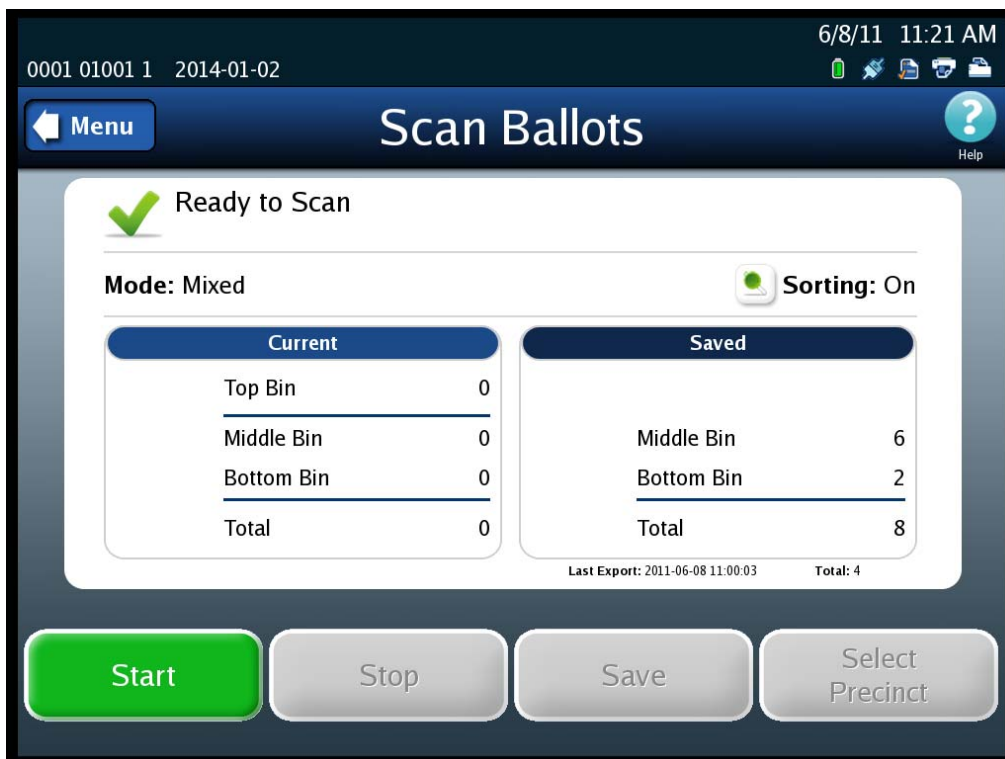 6/8/11 11:21 AM
0001 01001 1 2014-01-02
Menu
Scan Ballots
?
Help
Ready to Scan
Mode: Mixed
Sorting: On
Current
Saved
Top Bin 0
Middle Bin 0
Middle Bin 6
Bottom Bin 0
Bottom Bin 2
Total 0
Total 8
Last Export: 2011-06-08 11:00:03 Total: 4
Start
Stop
Save
Select
Precinct